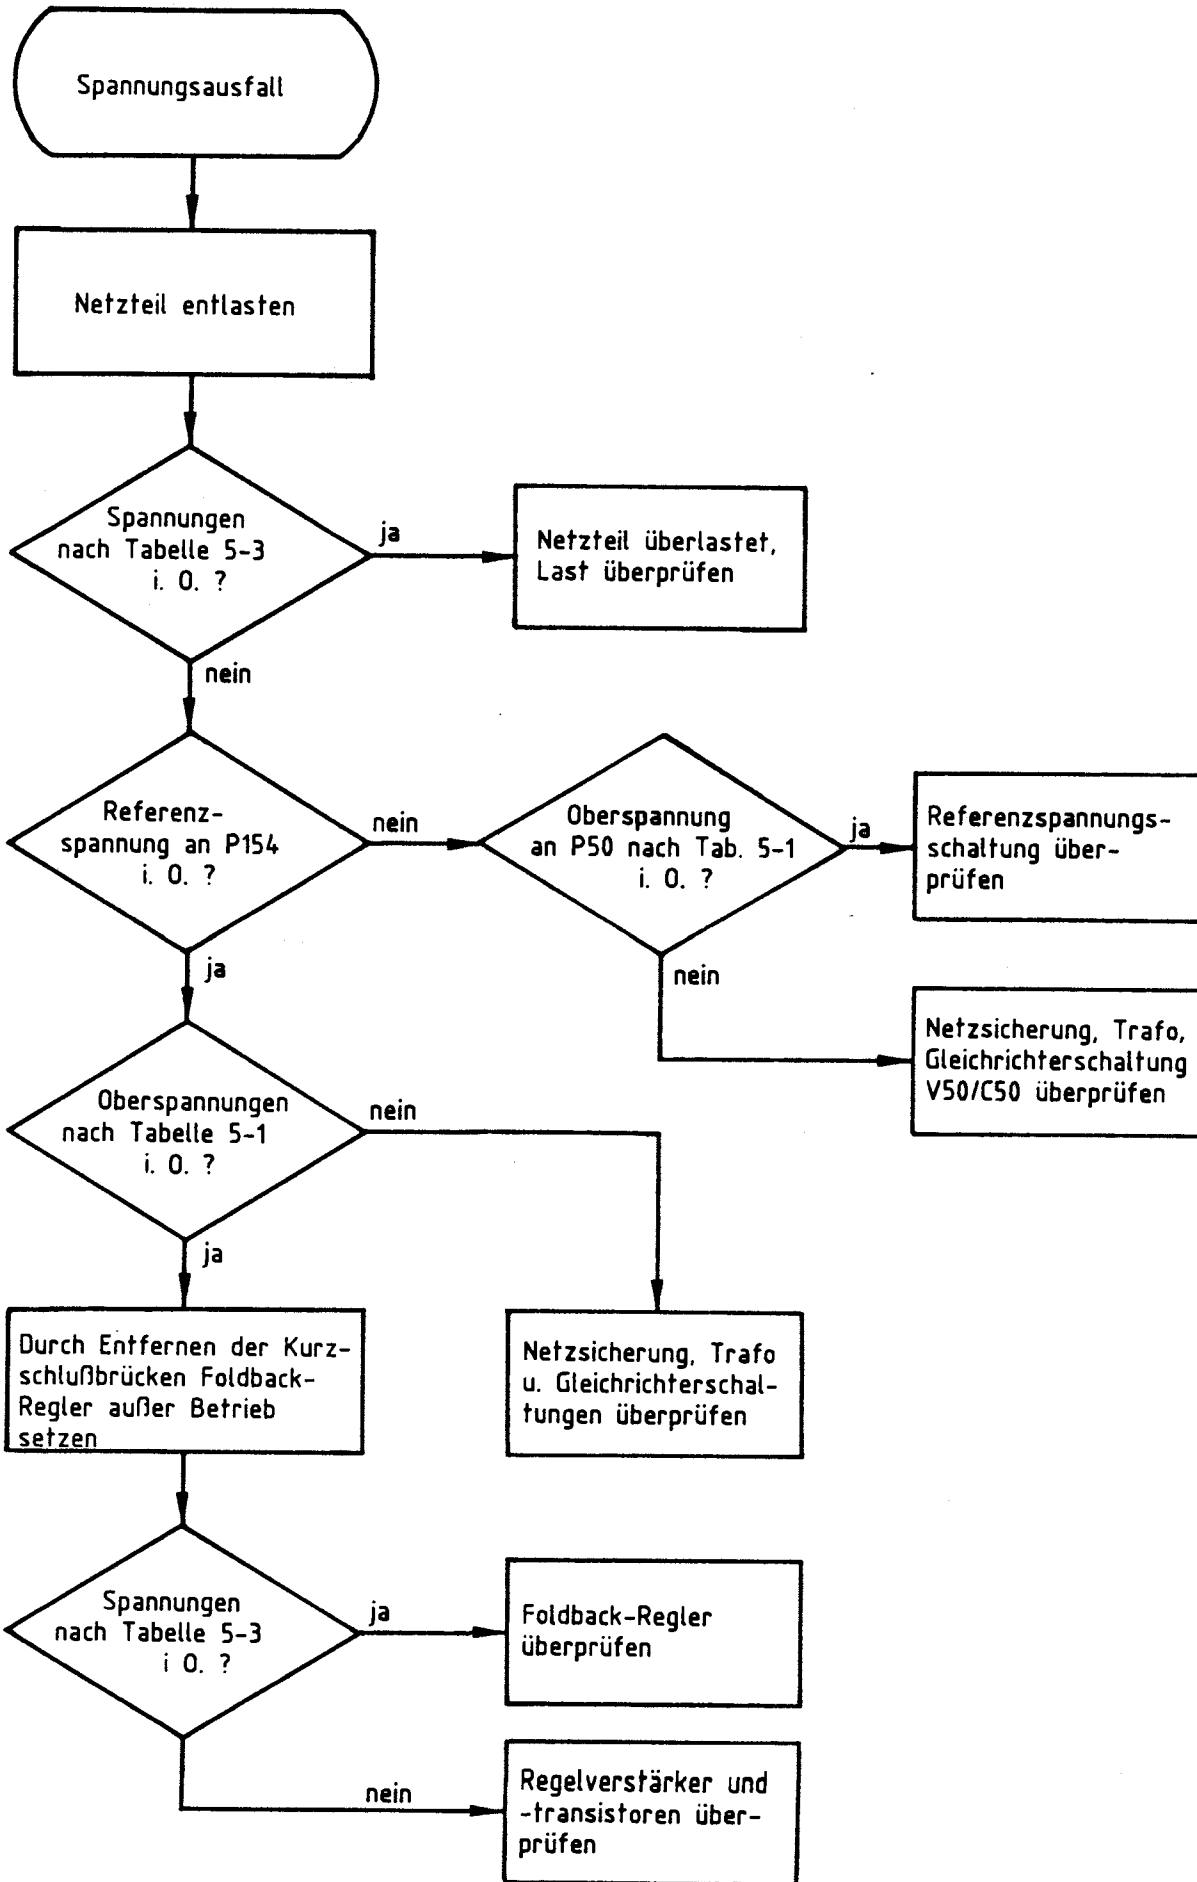 Spannungsausfall
Netzteil entlasten
Spannungen
nach Tabelle 5-3
i. O. ?
ja
Netzteil überlastet,
Last überprüfen
nein
Referenz-
spannung an P154
i. O. ?
nein
Oberspannung
an P50 nach Tab. 5-1
i. O. ?
ja
Referenzspannungs-
schaltung über-
prüfen
nein
Netzsicherung, Trafo,
Gleichrichterschaltung
V50/C50 überprüfen
ja
Oberspannungen
nach Tabelle 5-1
i. O. ?
nein
Netzsicherung, Trafo
u. Gleichrichterschal-
tungen überprüfen
ja
Durch Entfernen der Kurz-
schlußbrücken Foldback-
Regler außer Betrieb
setzen
Spannungen
nach Tabelle 5-3
i O. ?
ja
Foldback-Regler
überprüfen
nein
Regelverstärker und
-transistoren über-
prüfen